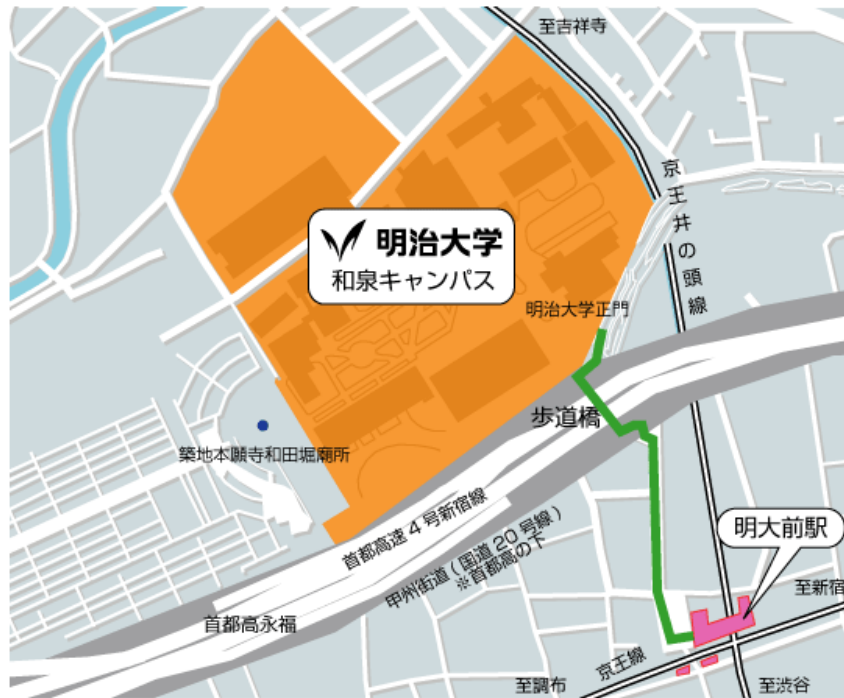 至吉祥寺
京王井の頭線
明治大学
和泉キャンパス
明治大学正門
歩道橋
築地本願寺和田堀廟所
首都高速4号新宿線
甲州街道(国道20号線)
※首都高の下
明大前駅
至新宿
首都高永福
京王線
至調布
至渋谷